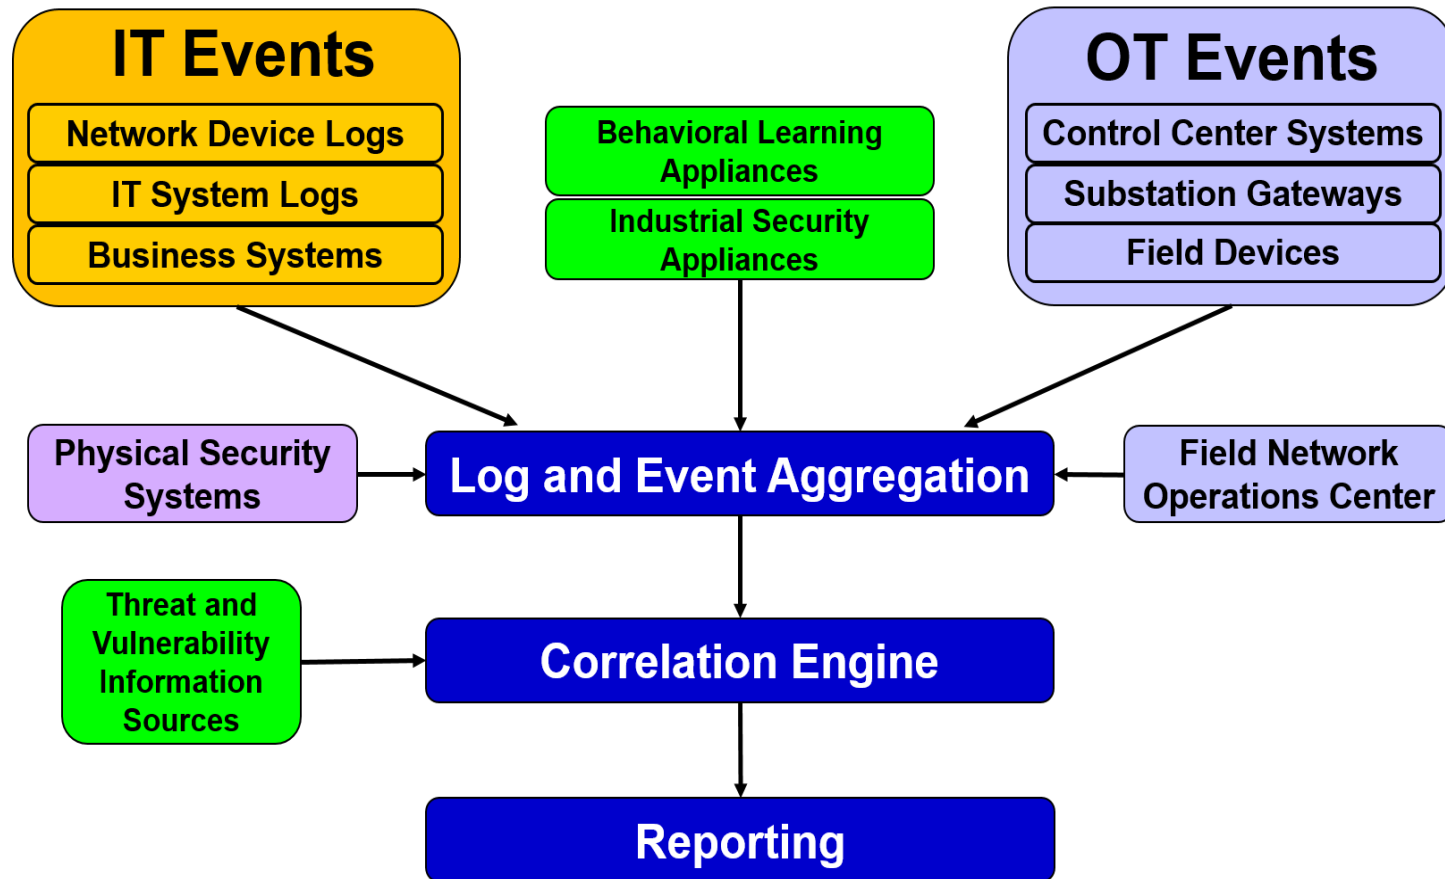 IT Events
Network Device Logs
IT System Logs
Business Systems
Behavioral Learning
Appliances
Industrial Security
Appliances
OT Events
Control Center Systems
Substation Gateways
Field Devices
Physical Security
Systems
Log and Event Aggregation
Field Network
Operations Center
Threat and
Vulnerability
Information
Sources
Correlation Engine
Reporting